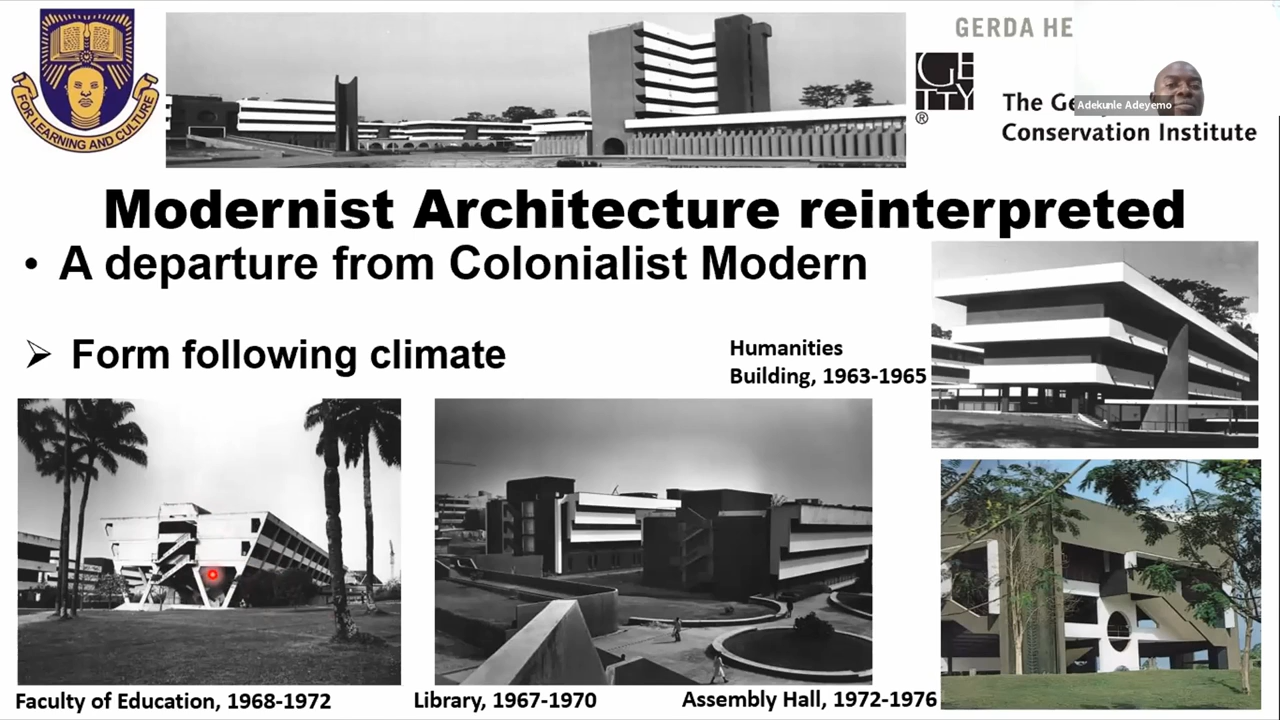 FOR LEARNING AND CULTURE
GERDA HE
GETTY
®
The Ge
Conservation Institute
Adekunle Adeyemo
Modernist Architecture reinterpreted
• A departure from Colonialist Modern
➢ Form following climate
Humanities
Building, 1963-1965
Faculty of Education, 1968-1972
Library, 1967-1970
Assembly Hall, 1972-1976